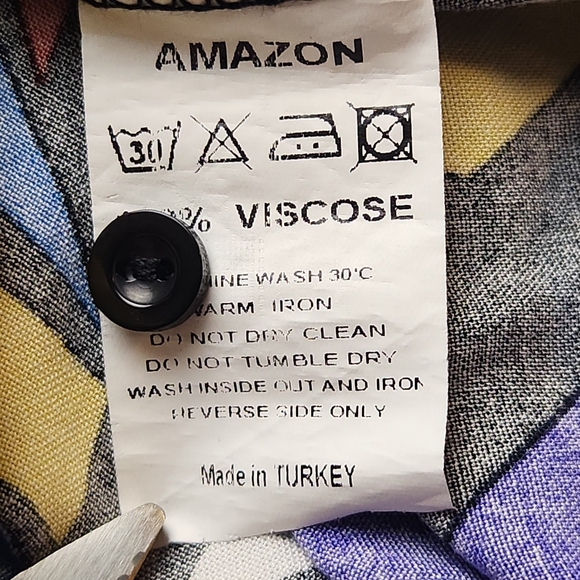 AMAZON
30
% VISCOSE
WASH 30'C
WARM IRON
DO NOT DRY CLEAN
DO NOT TUMBLE DRY
WASH INSIDE OUT AND IRON
REVERSE SIDE ONLY
Made in TURKEY